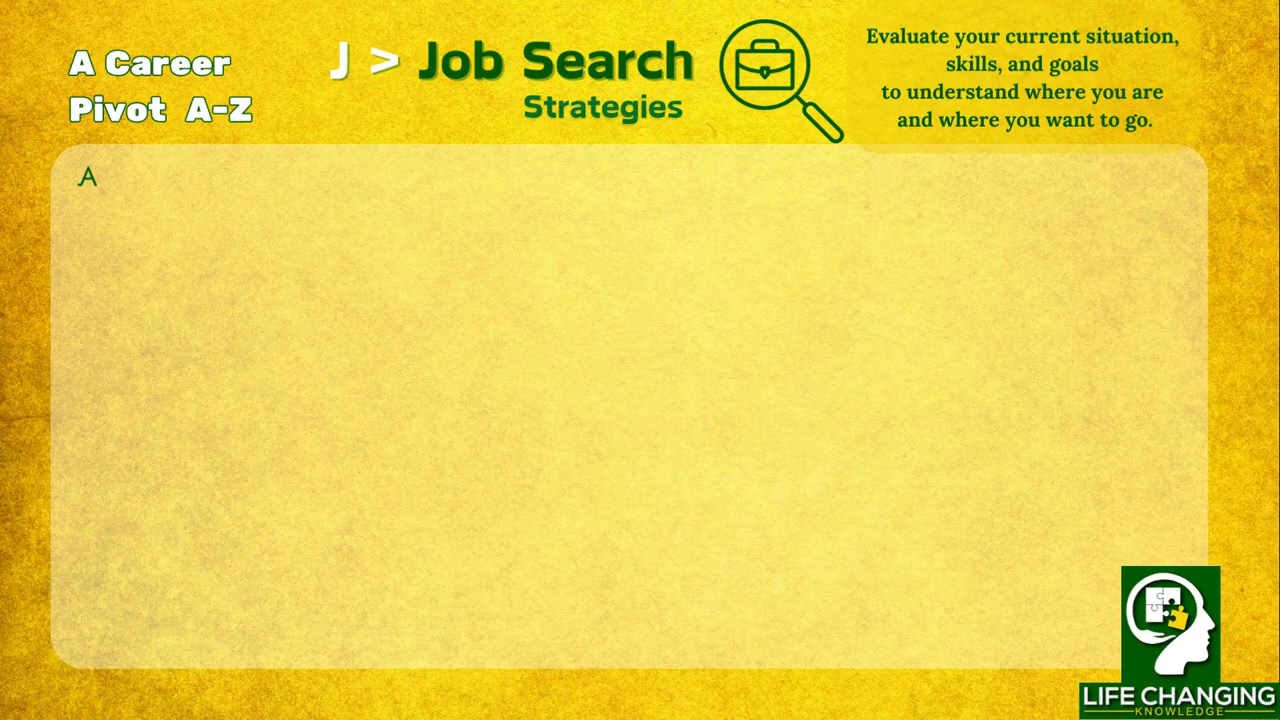 A Career
Pivot A-Z
J > Job Search
Strategies
Evaluate your current situation,
skills, and goals
to understand where you are
and where you want to go.
A
LIFE CHANGING
KNOWLEDGE